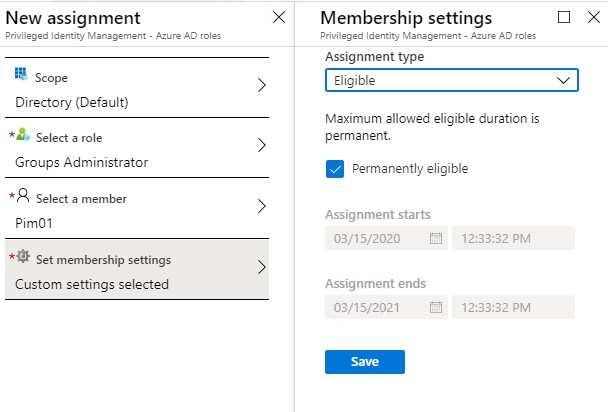 New assignment
Privileged Identity Management - Azure AD roles
Scope
Directory (Default)
*Select a role
Groups Administrator
*Select a member
Pim01
*Set membership settings
Custom settings selected
Membership settings
Privileged Identity Management - Azure AD roles
Assignment type
Eligible
Maximum allowed eligible duration is
permanent.
Permanently eligible
Assignment starts
03/15/2020 12:33:32 PM
Assignment ends
03/15/2021 12:33:32 PM
Save